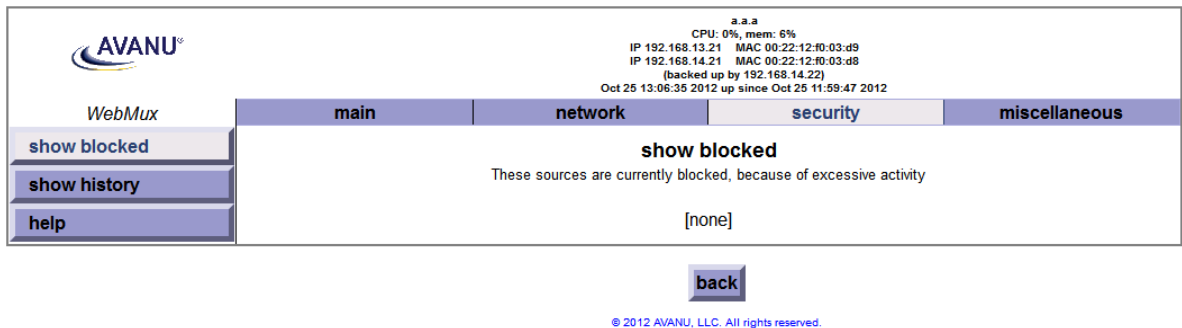 AVANU®
a.a.a
CPU: 0%, mem: 6%
IP 192.168.13.21 MAC 00:22:12:f0:03:d9
IP 192.168.14.21 MAC 00:22:12:f0:03:d8
(backed up by 192.168.14.22)
Oct 25 13:06:35 2012 up since Oct 25 11:59:47 2012
WebMux
main network security miscellaneous
show blocked
show history
help
show blocked
These sources are currently blocked, because of excessive activity
[none]
back
© 2012 AVANU, LLC. All rights reserved.